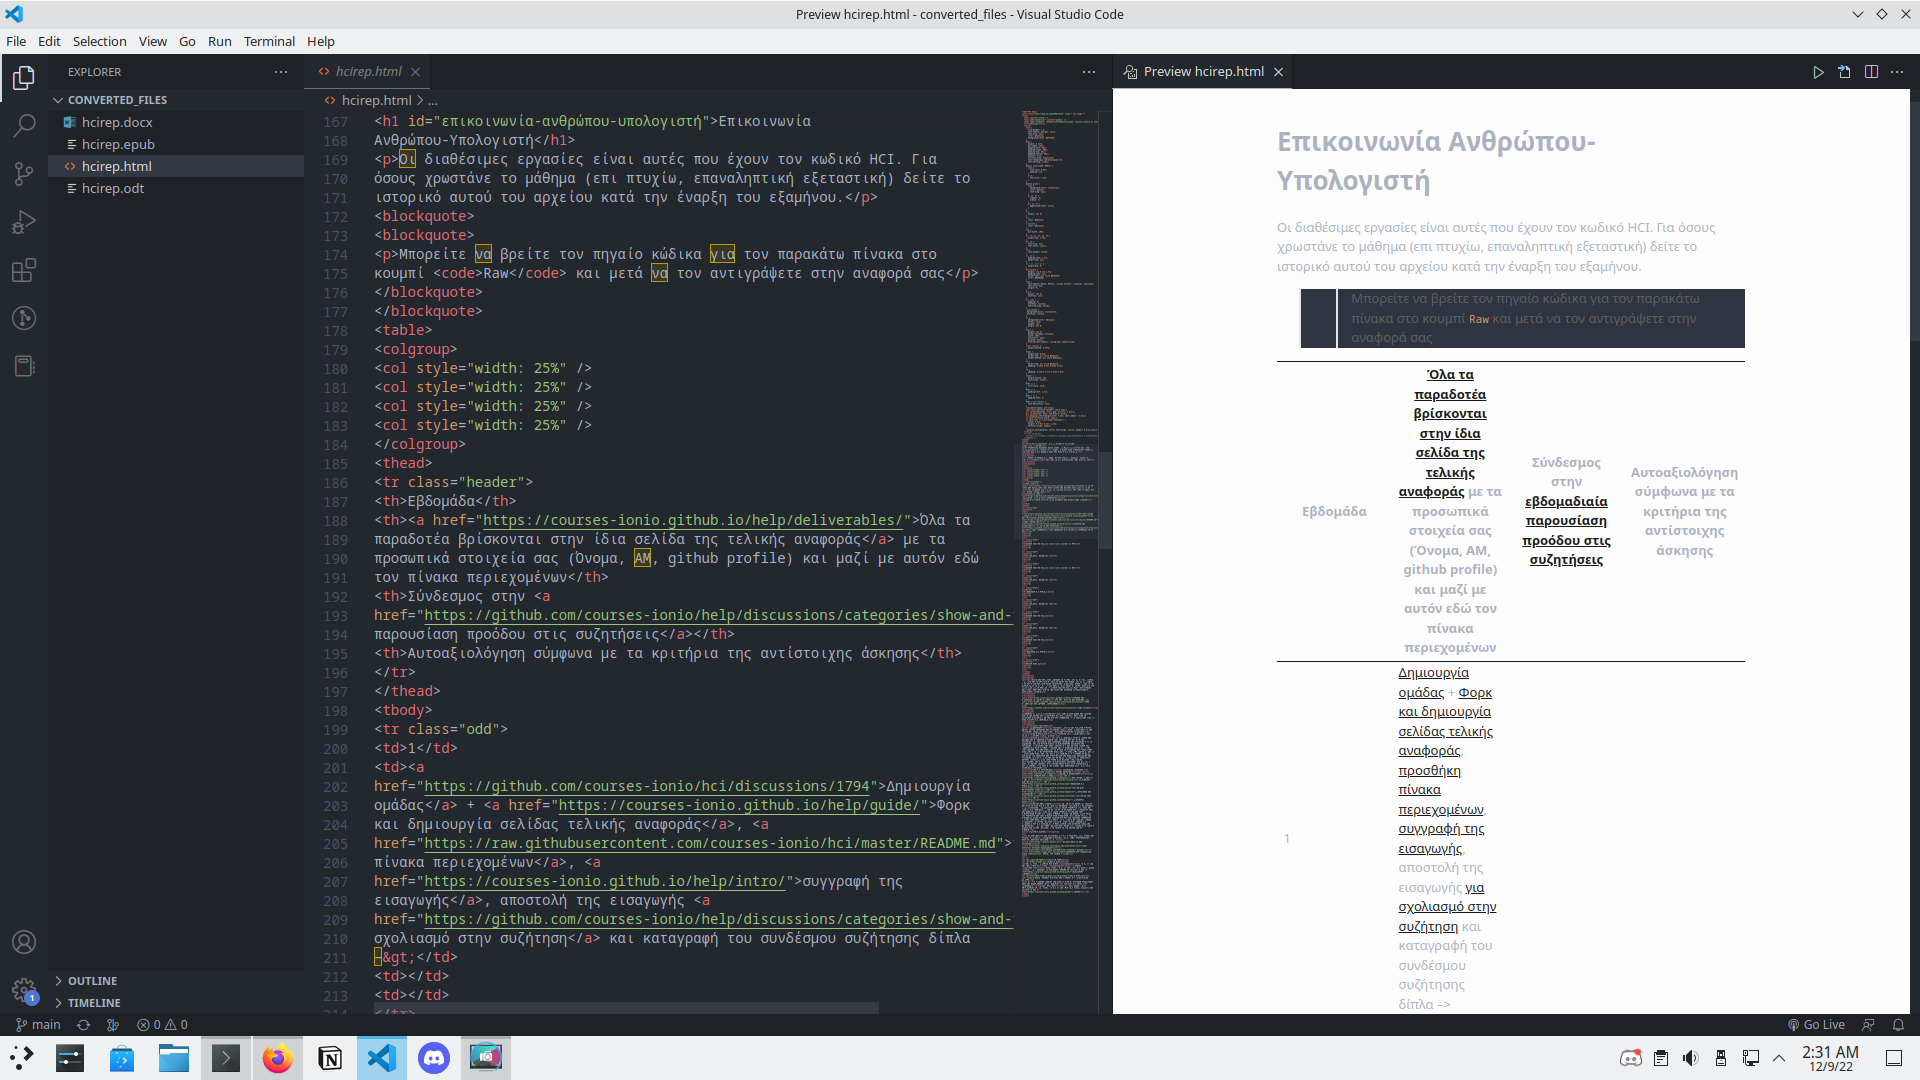 Preview hcirep.html - converted_files - Visual Studio Code
File Edit Selection View Go Run Terminal Help
EXPLORER
CONVERTED_FILES
hcirep.docx
hcirep.epub
hcirep.html
hcirep.odt
OUTLINE
TIMELINE
hcirep.html
hcirep.html > ...
167 <h1 id="επικοινωνία-ανθρώπου-υπολογιστή">Επικοινωνία
168 Ανθρώπου-Υπολογιστή</h1>
169 <p>Οι διαθέσιμες εργασίες είναι αυτές που έχουν τον κωδικό HCI. Για
170 όσους χρωστάνε το μάθημα (επι πτυχίω, επαναληπτική εξεταστική) δείτε το
171 ιστορικό αυτού του αρχείου κατά την έναρξη του εξαμήνου.</p>
172 <blockquote>
173 <blockquote>
174 <p>Μπορείτε να βρείτε τον πηγαίο κώδικα για τον παρακάτω πίνακα στο
175 κουμπί <code>Raw</code> και μετά να τον αντιγράψετε στην αναφορά σας</p>
176 </blockquote>
177 </blockquote>
178 <table>
179 <colgroup>
180 <col style="width: 25%" />
181 <col style="width: 25%" />
182 <col style="width: 25%" />
183 <col style="width: 25%" />
184 </colgroup>
185 <thead>
186 <tr class="header">
187 <th>Εβδομάδα</th>
188 <th><a href="https://courses-ionio.github.io/help/deliverables/">Όλα τα
189 παραδοτέα βρίσκονται στην ίδια σελίδα της τελικής αναφοράς</a> με τα
190 προσωπικά στοιχεία σας (Όνομα, ΑΜ, github profile) και μαζί με αυτόν εδώ
191 τον πίνακα περιεχομένων</th>
192 <th>Σύνδεσμος στην <a
193 href="https://github.com/courses-ionio/help/discussions/categories/show-and-
194 παρουσίαση προόδου στις συζητήσεις</a></th>
195 <th>Αυτοαξιολόγηση σύμφωνα με τα κριτήρια της αντίστοιχης άσκησης</th>
196 </tr>
197 </thead>
198 <tbody>
199 <tr class="odd">
200 <td>1</td>
201 <td><a
202 href="https://github.com/courses-ionio/hci/discussions/1794">Δημιουργία
203 ομάδας</a> + <a href="https://courses-ionio.github.io/help/guide/">Φορκ
204 και δημιουργία σελίδας τελικής αναφοράς</a>, <a
205 href="https://raw.githubusercontent.com/courses-ionio/hci/master/README.md">
206 πίνακα περιεχομένων</a>, <a
207 href="https://courses-ionio.github.io/help/intro/">συγγραφή της
208 εισαγωγής</a>, αποστολή της εισαγωγής <a
209 href="https://github.com/courses-ionio/help/discussions/categories/show-and-
210 σχολιασμό στην συζήτηση</a> και καταγραφή του συνδέσμου συζήτησης δίπλα
211 –&gt;</td>
212 <td></td>
213 <td></td>
214 </tr>
Preview hcirep.html
Επικοινωνία Ανθρώπου-
Υπολογιστή
Οι διαθέσιμες εργασίες είναι αυτές που έχουν τον κωδικό HCI. Για όσους
χρωστάνε το μάθημα (επι πτυχίω, επαναληπτική εξεταστική) δείτε το
ιστορικό αυτού του αρχείου κατά την έναρξη του εξαμήνου.
Μπορείτε να βρείτε τον πηγαίο κώδικα για τον παρακάτω
πίνακα στο κουμπί Raw και μετά να τον αντιγράψετε στην
αναφορά σας
Εβδομάδα
Όλα τα
παραδοτέα
βρίσκονται
στην ίδια
σελίδα της
τελικής
αναφοράς με τα
προσωπικά
στοιχεία σας
(Όνομα, ΑΜ,
github profile)
και μαζί με
αυτόν εδώ τον
πίνακα
περιεχομένων
Σύνδεσμος
στην
εβδομαδιαία
παρουσίαση
προόδου στις
συζητήσεις
Αυτοαξιολόγηση
σύμφωνα με τα
κριτήρια της
αντίστοιχης
άσκησης
1
Δημιουργία
ομάδας + Φορκ
και δημιουργία
σελίδας τελικής
αναφοράς,
προσθήκη
πίνακα
περιεχομένων,
συγγραφή της
εισαγωγής,
αποστολή της
εισαγωγής για
σχολιασμό στην
συζήτηση και
καταγραφή του
συνδέσμου
συζήτησης
δίπλα –>
1
main
0 0
Go Live
2:31 AM
12/9/22